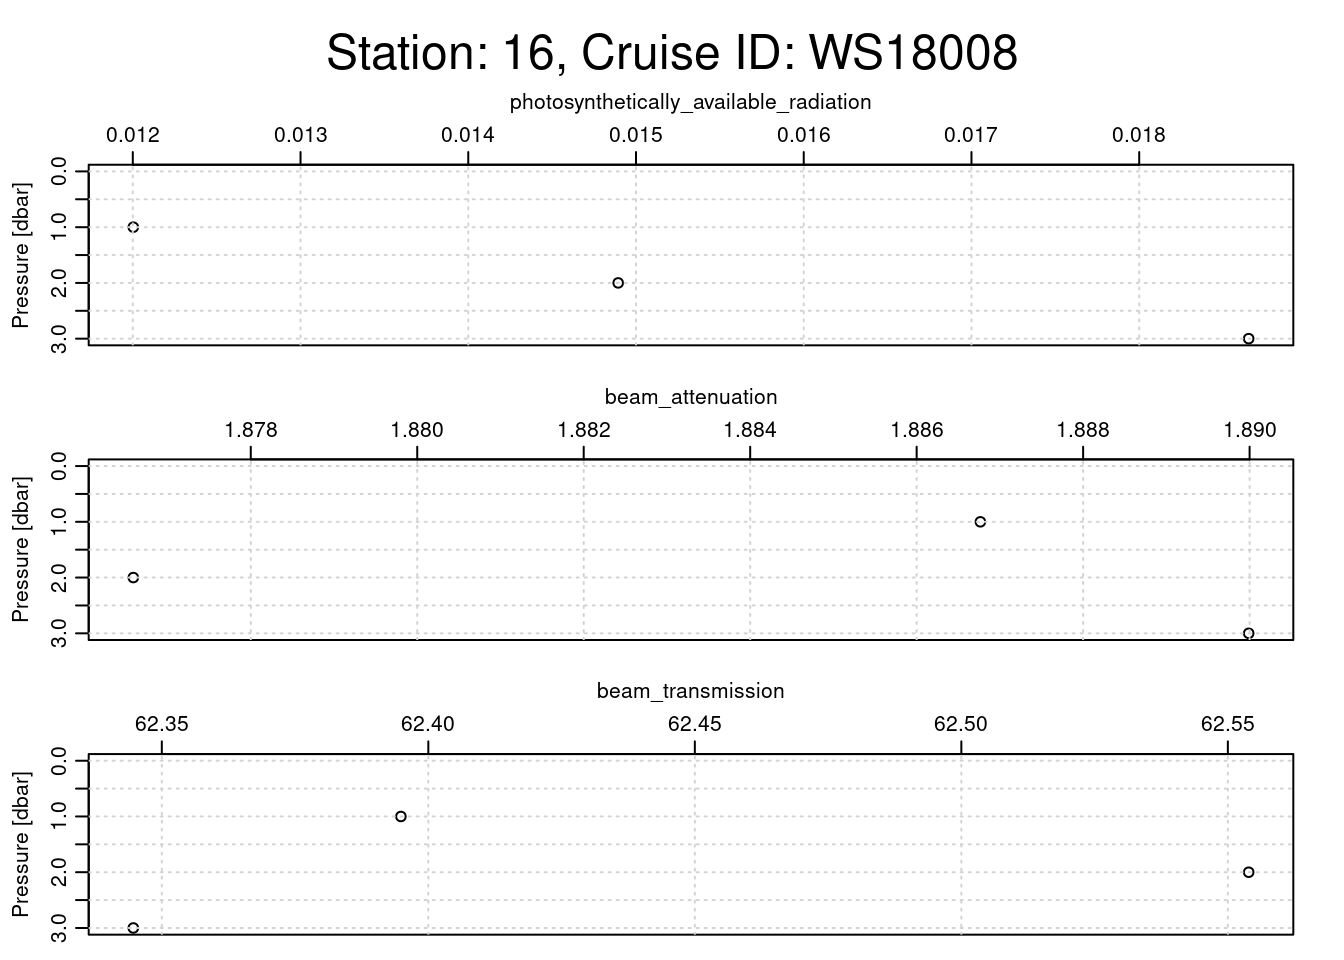 Station: 16, Cruise ID: WS18008
photosynthetically_available_radiation
0.012 0.013 0.014 0.015 0.016 0.017 0.018
Pressure [dbar]
0.0 1.0 2.0 3.0
beam_attenuation
1.878 1.880 1.882 1.884 1.886 1.888 1.890
Pressure [dbar]
0.0 1.0 2.0 3.0
beam_transmission
62.35 62.40 62.45 62.50 62.55
Pressure [dbar]
0.0 1.0 2.0 3.0